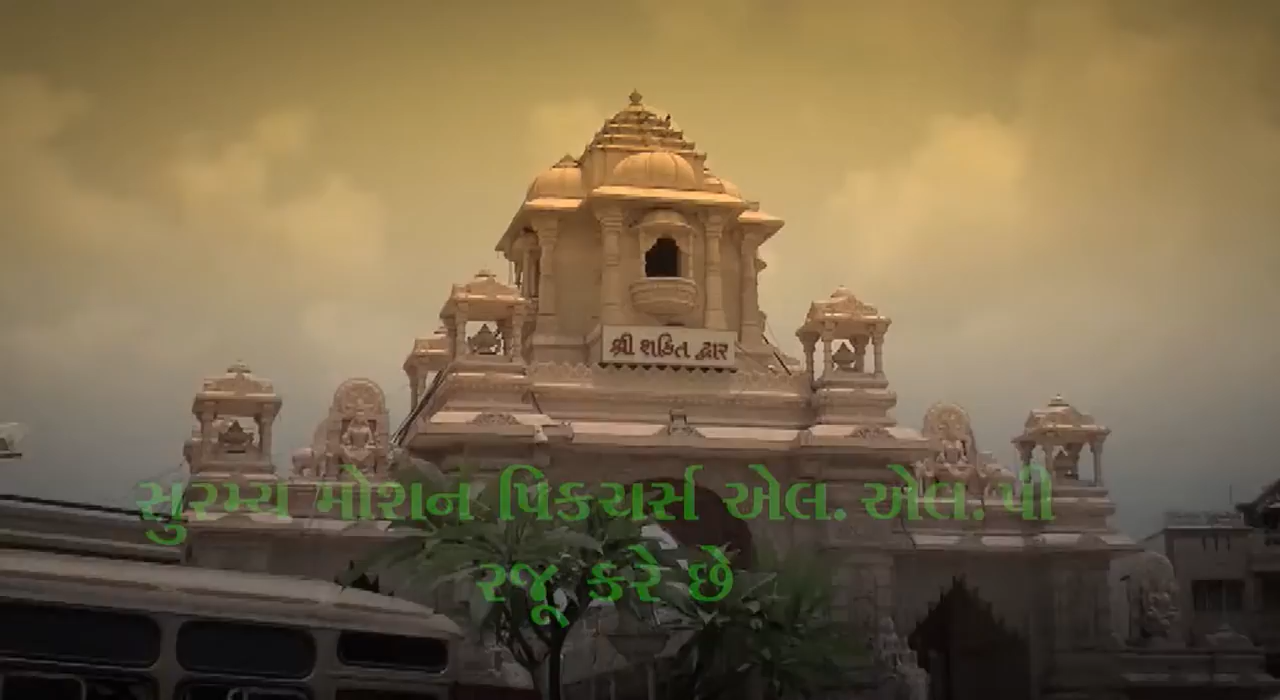 શ્રી શક્તિ દ્વાર
સુરમ્ય મોશન પિકચર્સ એલ. એલ. પી
રજૂ કરે છે